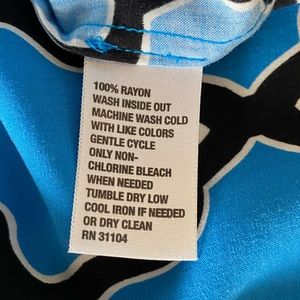 100% RAYON
WASH INSIDE OUT
MACHINE WASH COLD
WITH LIKE COLORS
GENTLE CYCLE
ONLY NON-
CHLORINE BLEACH
WHEN NEEDED
TUMBLE DRY LOW
COOL IRON IF NEEDED
OR DRY CLEAN
RN 31104